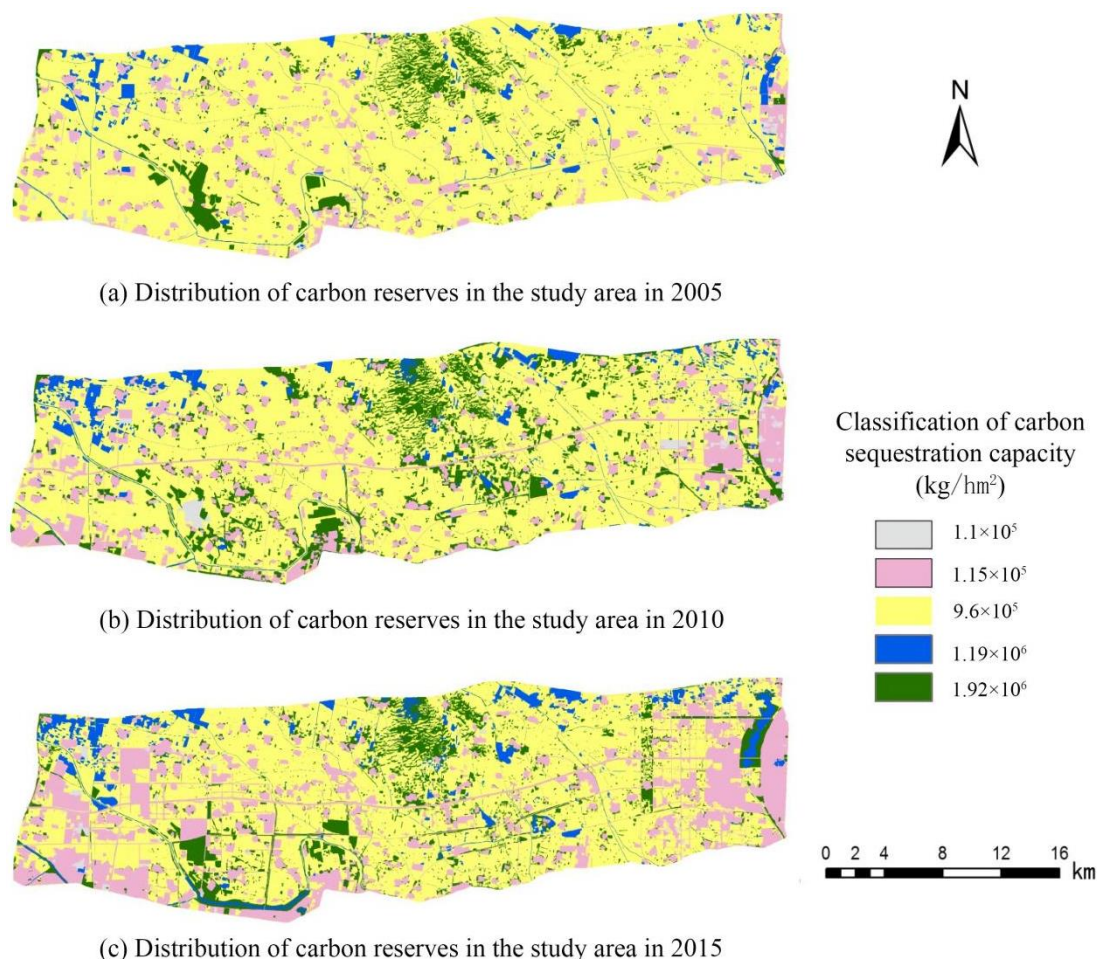 N
(a) Distribution of carbon reserves in the study area in 2005
(b) Distribution of carbon reserves in the study area in 2010
Classification of carbon
sequestration capacity
(kg/hm²)
1.1×10⁵
1.15×10⁵
9.6×10⁵
1.19×10⁶
1.92×10⁶
0 2 4 8 12 16
km
(c) Distribution of carbon reserves in the study area in 2015